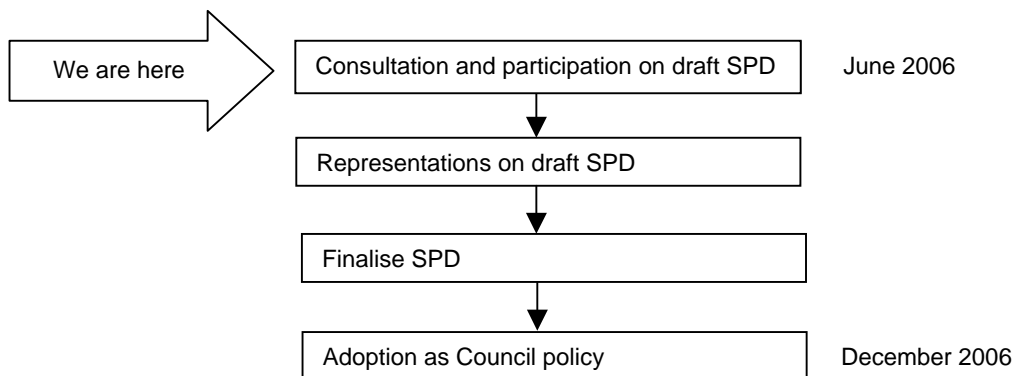 We are here
Consultation and participation on draft SPD
June 2006
Representations on draft SPD
Finalise SPD
Adoption as Council policy
December 2006